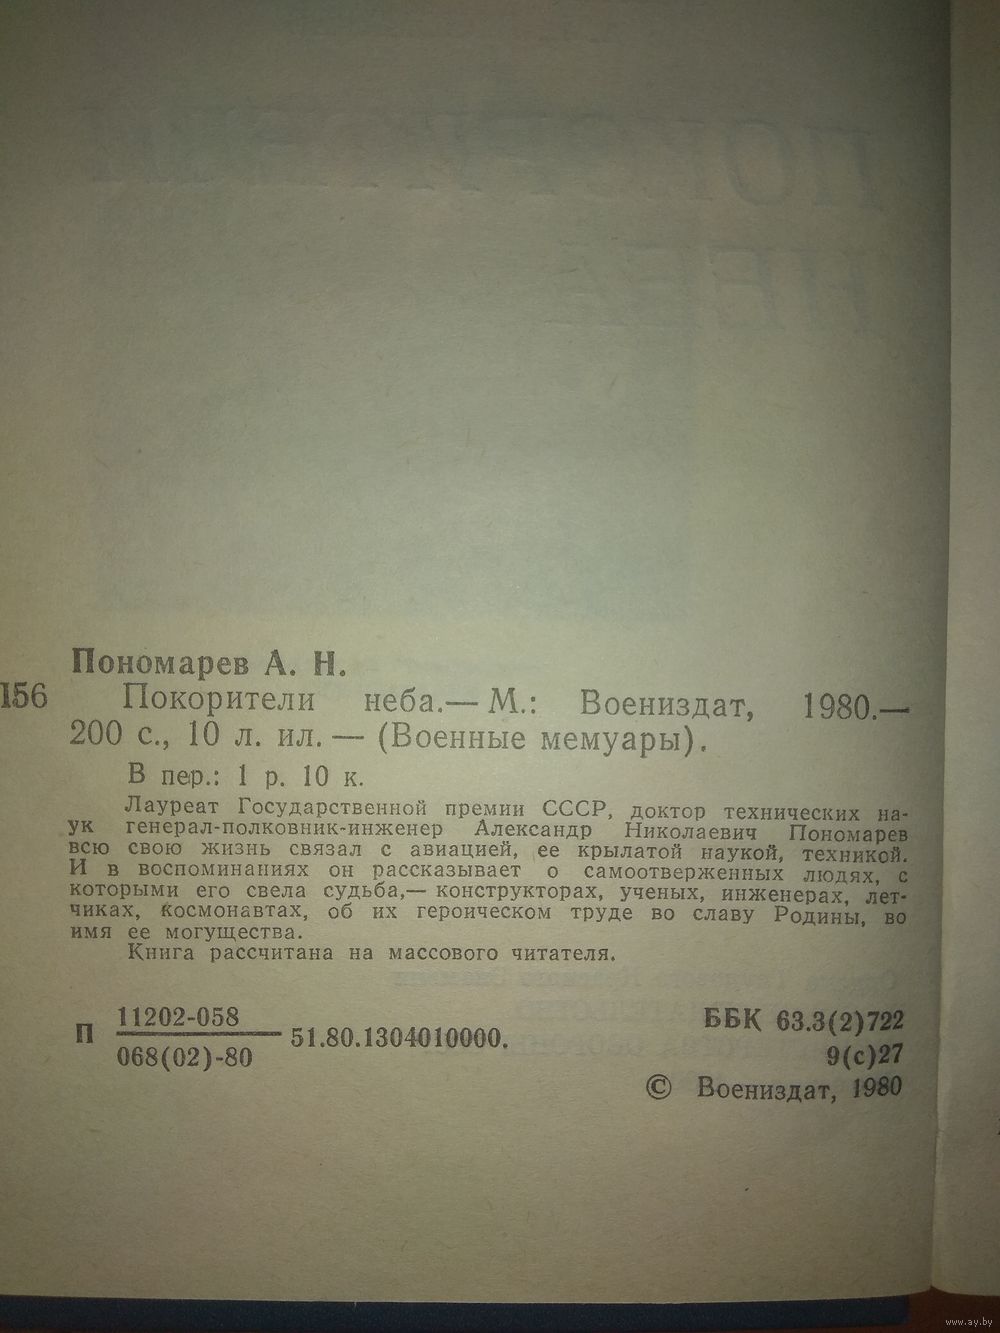 Пономарев А. Н.
156 Покорители неба.— М.: Воениздат, 1980.—
200 с., 10 л. ил. — (Военные мемуары).
В пер.: 1 р. 10 к.
Лауреат Государственной премии СССР, доктор технических на-
ук генерал-полковник-инженер Александр Николаевич Пономарев
всю свою жизнь связал с авиацией, ее крылатой наукой, техникой.
И в воспоминаниях он рассказывает о самоотверженных людях, с
которыми его свела судьба,— конструкторах, ученых, инженерах, лет-
чиках, космонавтах, об их героическом труде во славу Родины, во
имя ее могущества.
Книга рассчитана на массового читателя.
П 11202-058
068(02)-80 51.80.1304010000.
ББК 63.3(2)722
9(с)27
© Воениздат, 1980
www.ay.by